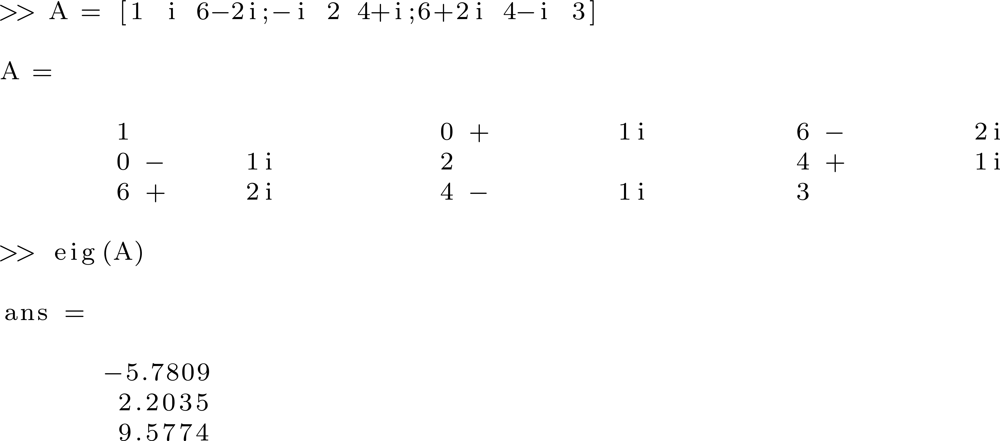 >> A = [1 i 6-2i;-i 2 4+i;6+2i 4-i 3]
A =
1 0 + 1i 6 - 2i
0 - 1i 2 4 + 1i
6 + 2i 4 - 1i 3
>> eig(A)
ans =
-5.7809
2.2035
9.5774